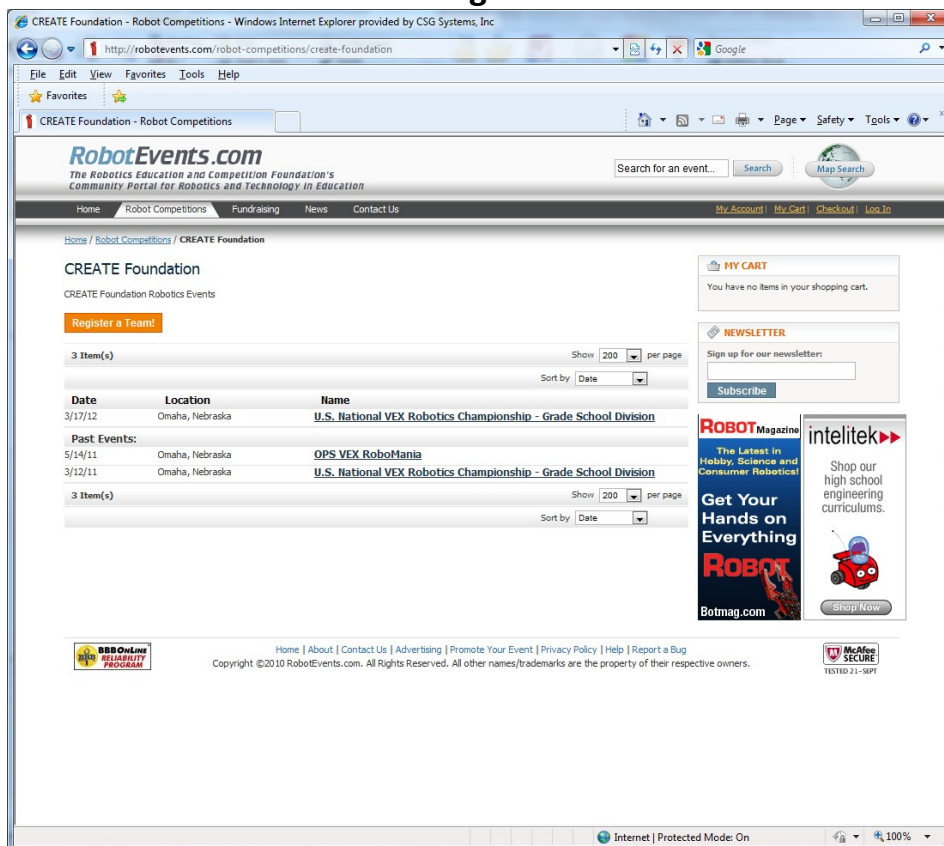 CREATE Foundation - Robot Competitions - Windows Internet Explorer provided by CSG Systems, Inc
http://robotevents.com/robot-competitions/create-foundation
Google
File Edit View Favorites Tools Help
Favorites
CREATE Foundation - Robot Competitions
Page Safety Tools
RobotEvents.com
The Robotics Education and Competition Foundation's
Community Portal for Robotics and Technology in Education
Search for an event... Search Map Search
Home Robot Competitions Fundraising News Contact Us
My Account | My Cart | Checkout | Log In
Home / Robot Competitions / CREATE Foundation
CREATE Foundation
CREATE Foundation Robotics Events
Register a Team!
3 Item(s) Show 200 per page
Sort by Date
Date Location Name
3/17/12 Omaha, Nebraska U.S. National VEX Robotics Championship - Grade School Division
Past Events:
5/14/11 Omaha, Nebraska OPS VEX RoboMania
3/12/11 Omaha, Nebraska U.S. National VEX Robotics Championship - Grade School Division
3 Item(s) Show 200 per page
Sort by Date
MY CART
You have no items in your shopping cart.
NEWSLETTER
Sign up for our newsletter:
Subscribe
ROBOT Magazine
The Latest in
Hobby, Science and
Consumer Robotics!
Get Your
Hands on
Everything
ROBOT
Botmag.com
intelitek
Shop our
high school
engineering
curriculums.
Shop Now
BBB
BBBOnLine
RELIABILITY
PROGRAM
Home | About | Contact Us | Advertising | Promote Your Event | Privacy Policy | Help | Report a Bug
Copyright ©2010 RobotEvents.com. All Rights Reserved. All other names/trademarks are the property of their respective owners.
McAfee
SECURE
TESTED 21-SEPT
Internet | Protected Mode: On 100%